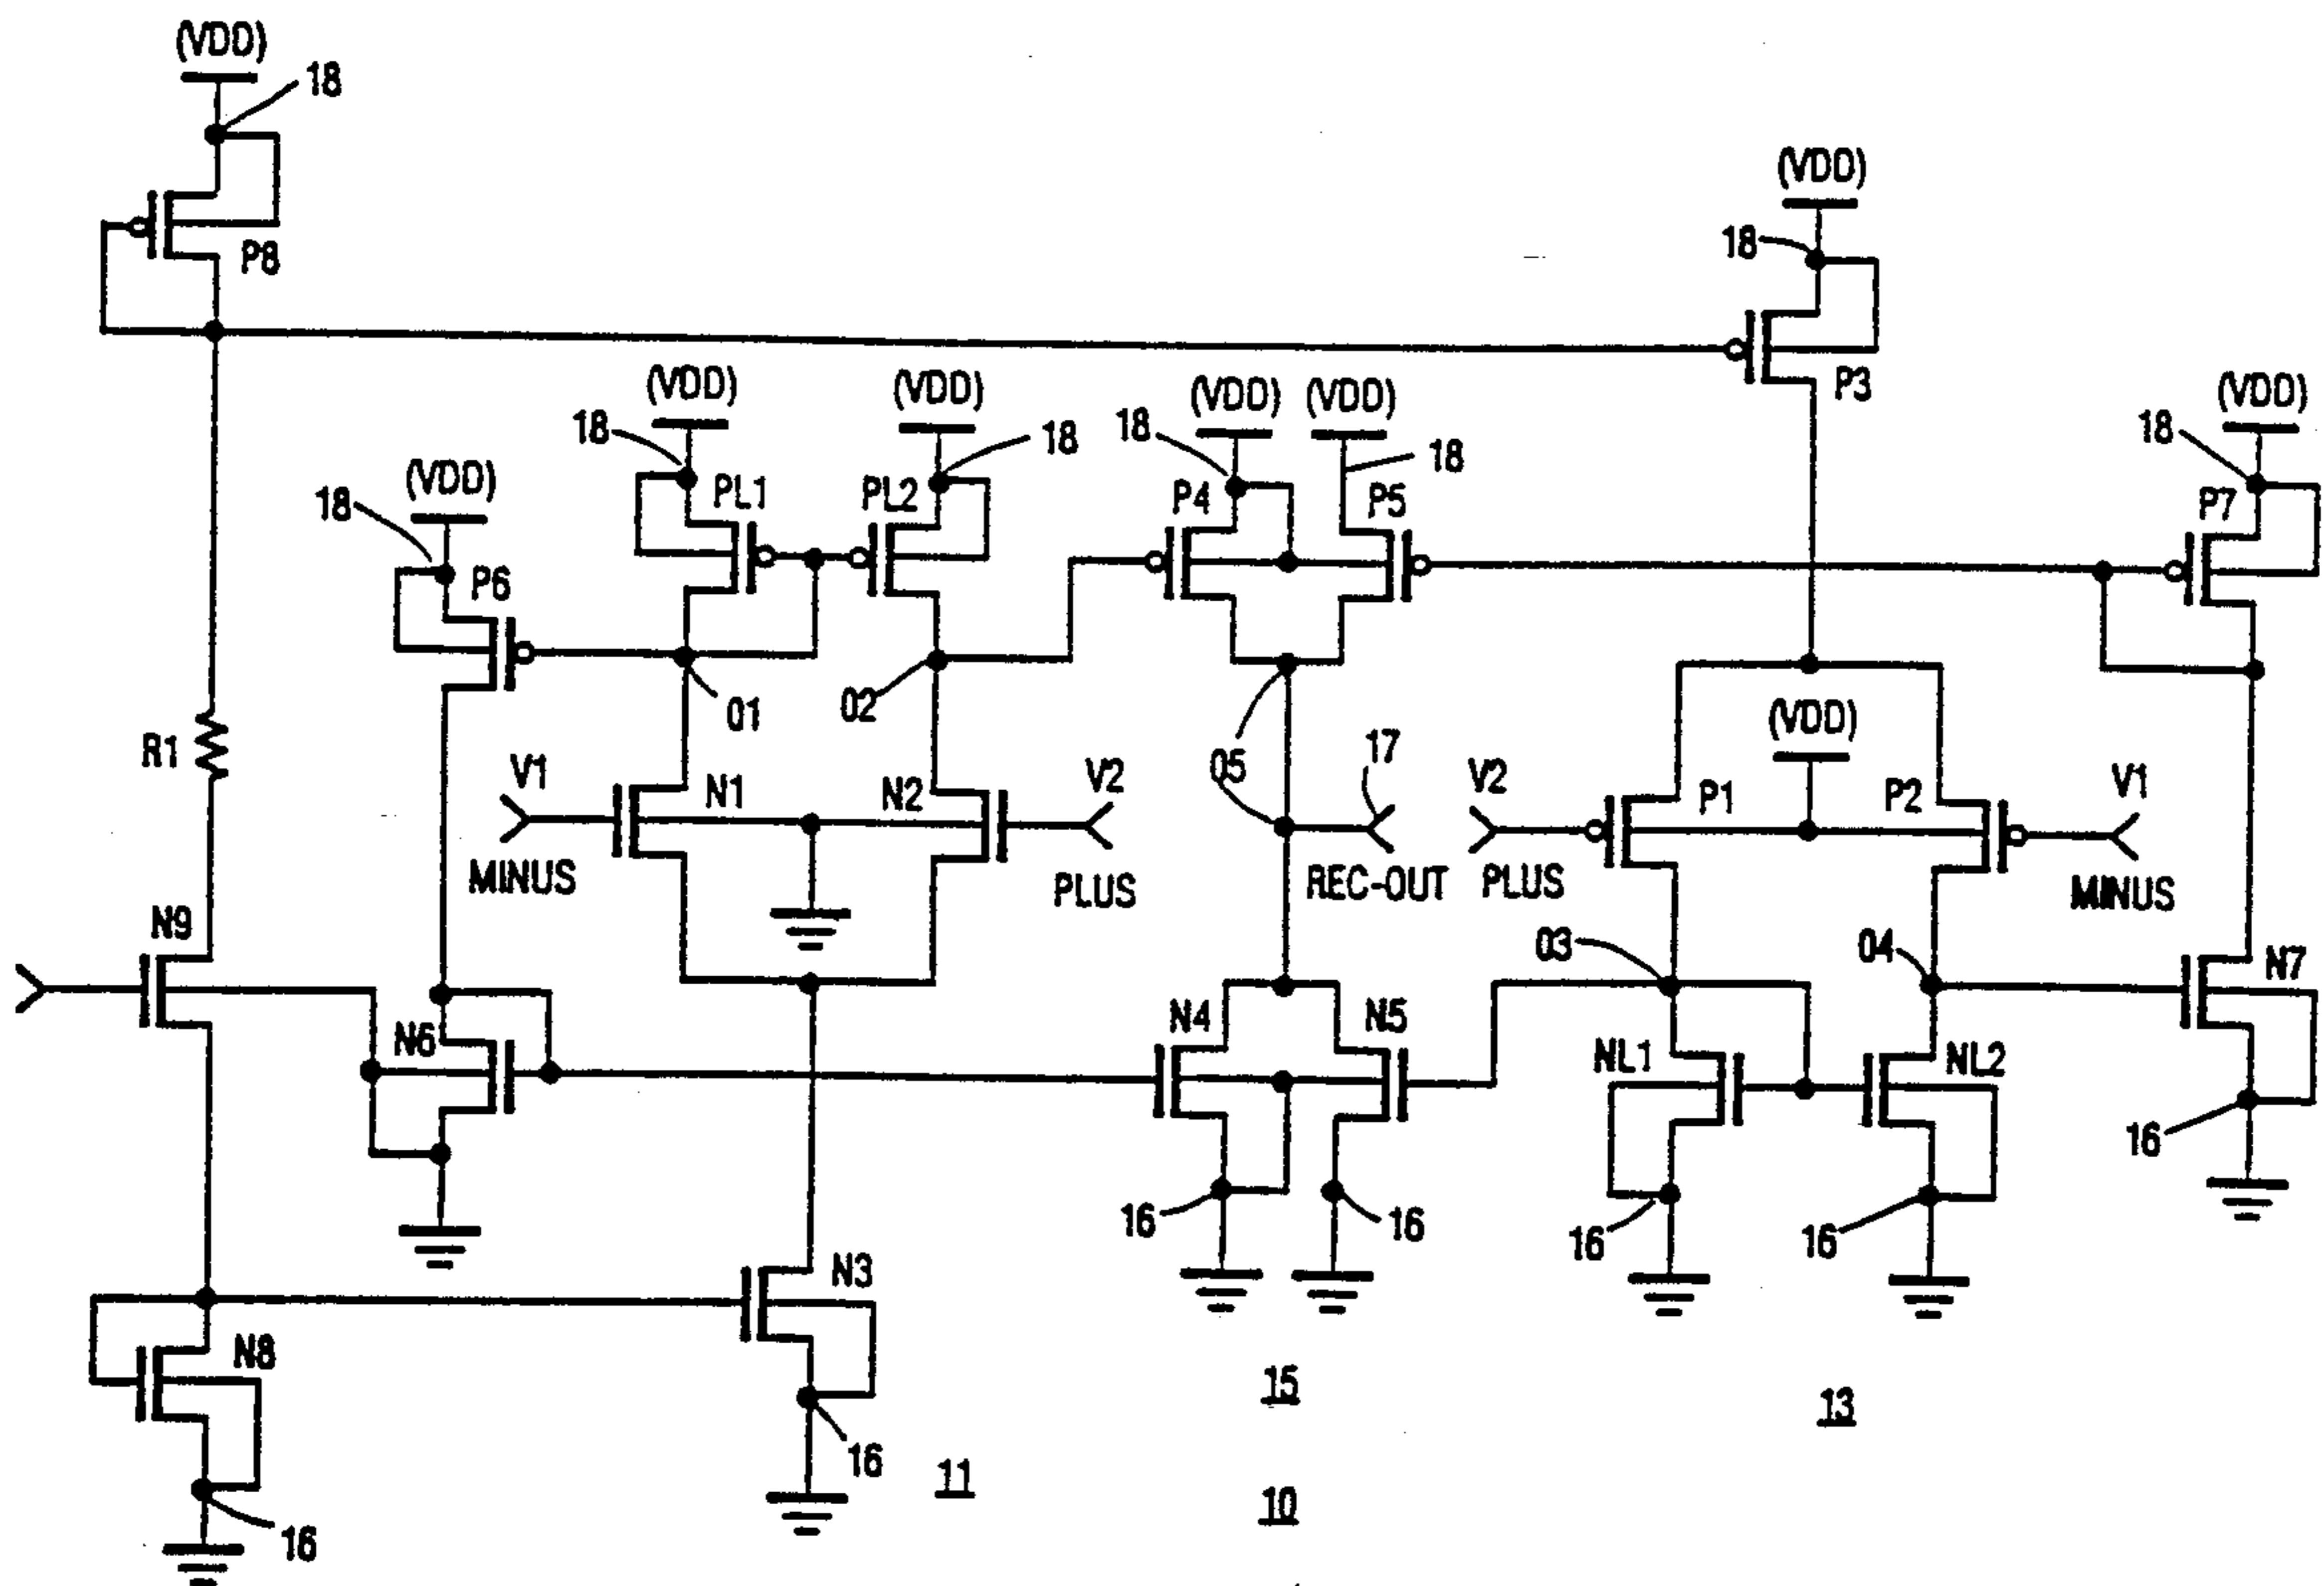 (VDD)
18
P8
(VDD)
18
P3
(VDD)
18
PL1
(VDD)
18
PL2
(VDD)
18
P4
(VDD)
18
P5
(VDD)
18
P7
(VDD)
18
P6
01
02
R1
V1
MINUS
N1
N2
V2
PLUS
05
17
REC-OUT
V2
PLUS
(VDD)
P1
P2
V1
MINUS
N9
N6
N4
N5
03
04
NL1
NL2
N7
16
16
16
16
16
N3
16
N8
16
11
15
10
13